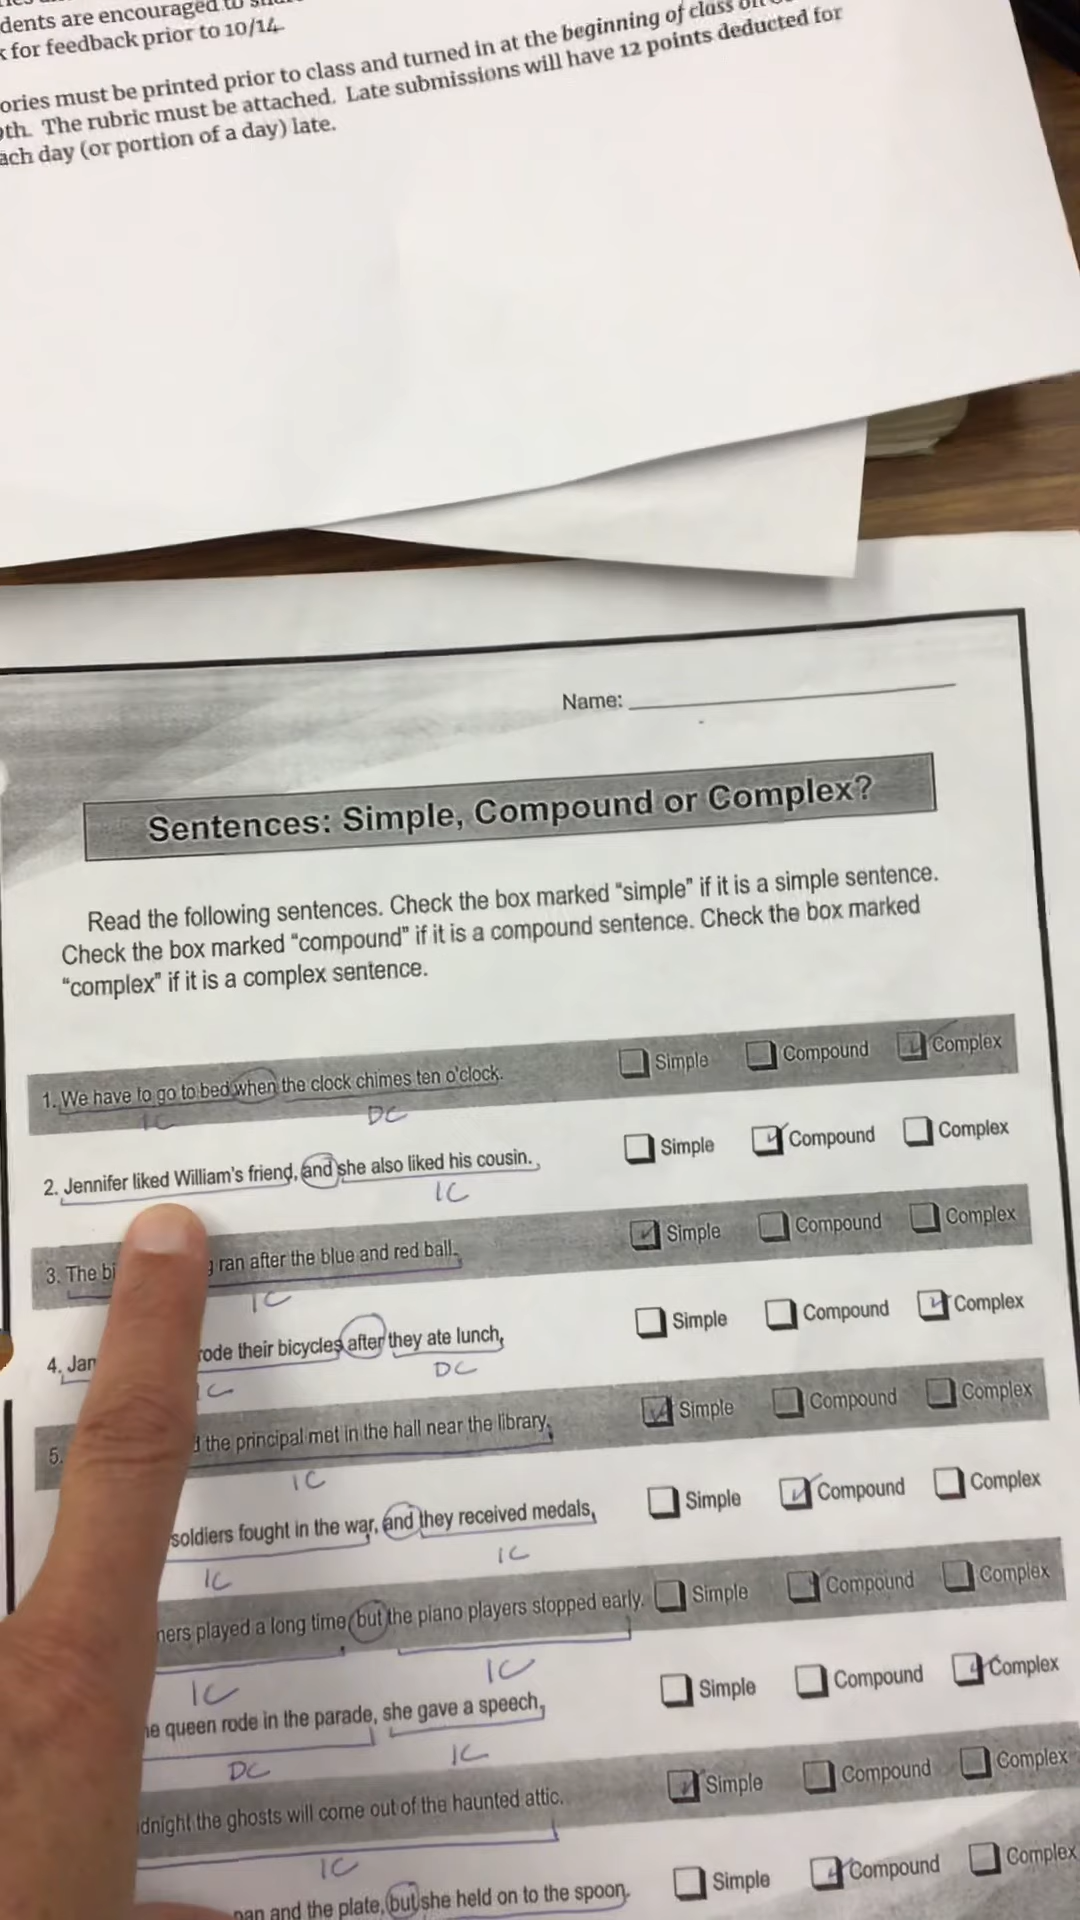 dents are encouraged to
for feedback prior to 10/14
ories must be printed prior to class and turned in at the beginning of class on
th. The rubric must be attached. Late submissions will have 12 points deducted for
ach day (or portion of a day) late.
Name:
Sentences: Simple, Compound or Complex?
Read the following sentences. Check the box marked “simple” if it is a simple sentence.
Check the box marked “compound” if it is a compound sentence. Check the box marked
“complex” if it is a complex sentence.
1. We have to go to bed when the clock chimes ten o'clock. Simple Compound Complex
IC DC
2. Jennifer liked William's friend, and she also liked his cousin. Simple Compound Complex
IC
3. The bi g ran after the blue and red ball. Simple Compound Complex
IC
4. Jan rode their bicycles after they ate lunch. Simple Compound Complex
IC DC
5. d the principal met in the hall near the library. Simple Compound Complex
IC
soldiers fought in the war, and they received medals. Simple Compound Complex
IC IC
ners played a long time, but the piano players stopped early. Simple Compound Complex
IC IC
he queen rode in the parade, she gave a speech. Simple Compound Complex
DC IC
dnight the ghosts will come out of the haunted attic. Simple Compound Complex
IC
pan and the plate, but she held on to the spoon. Simple Compound Complex